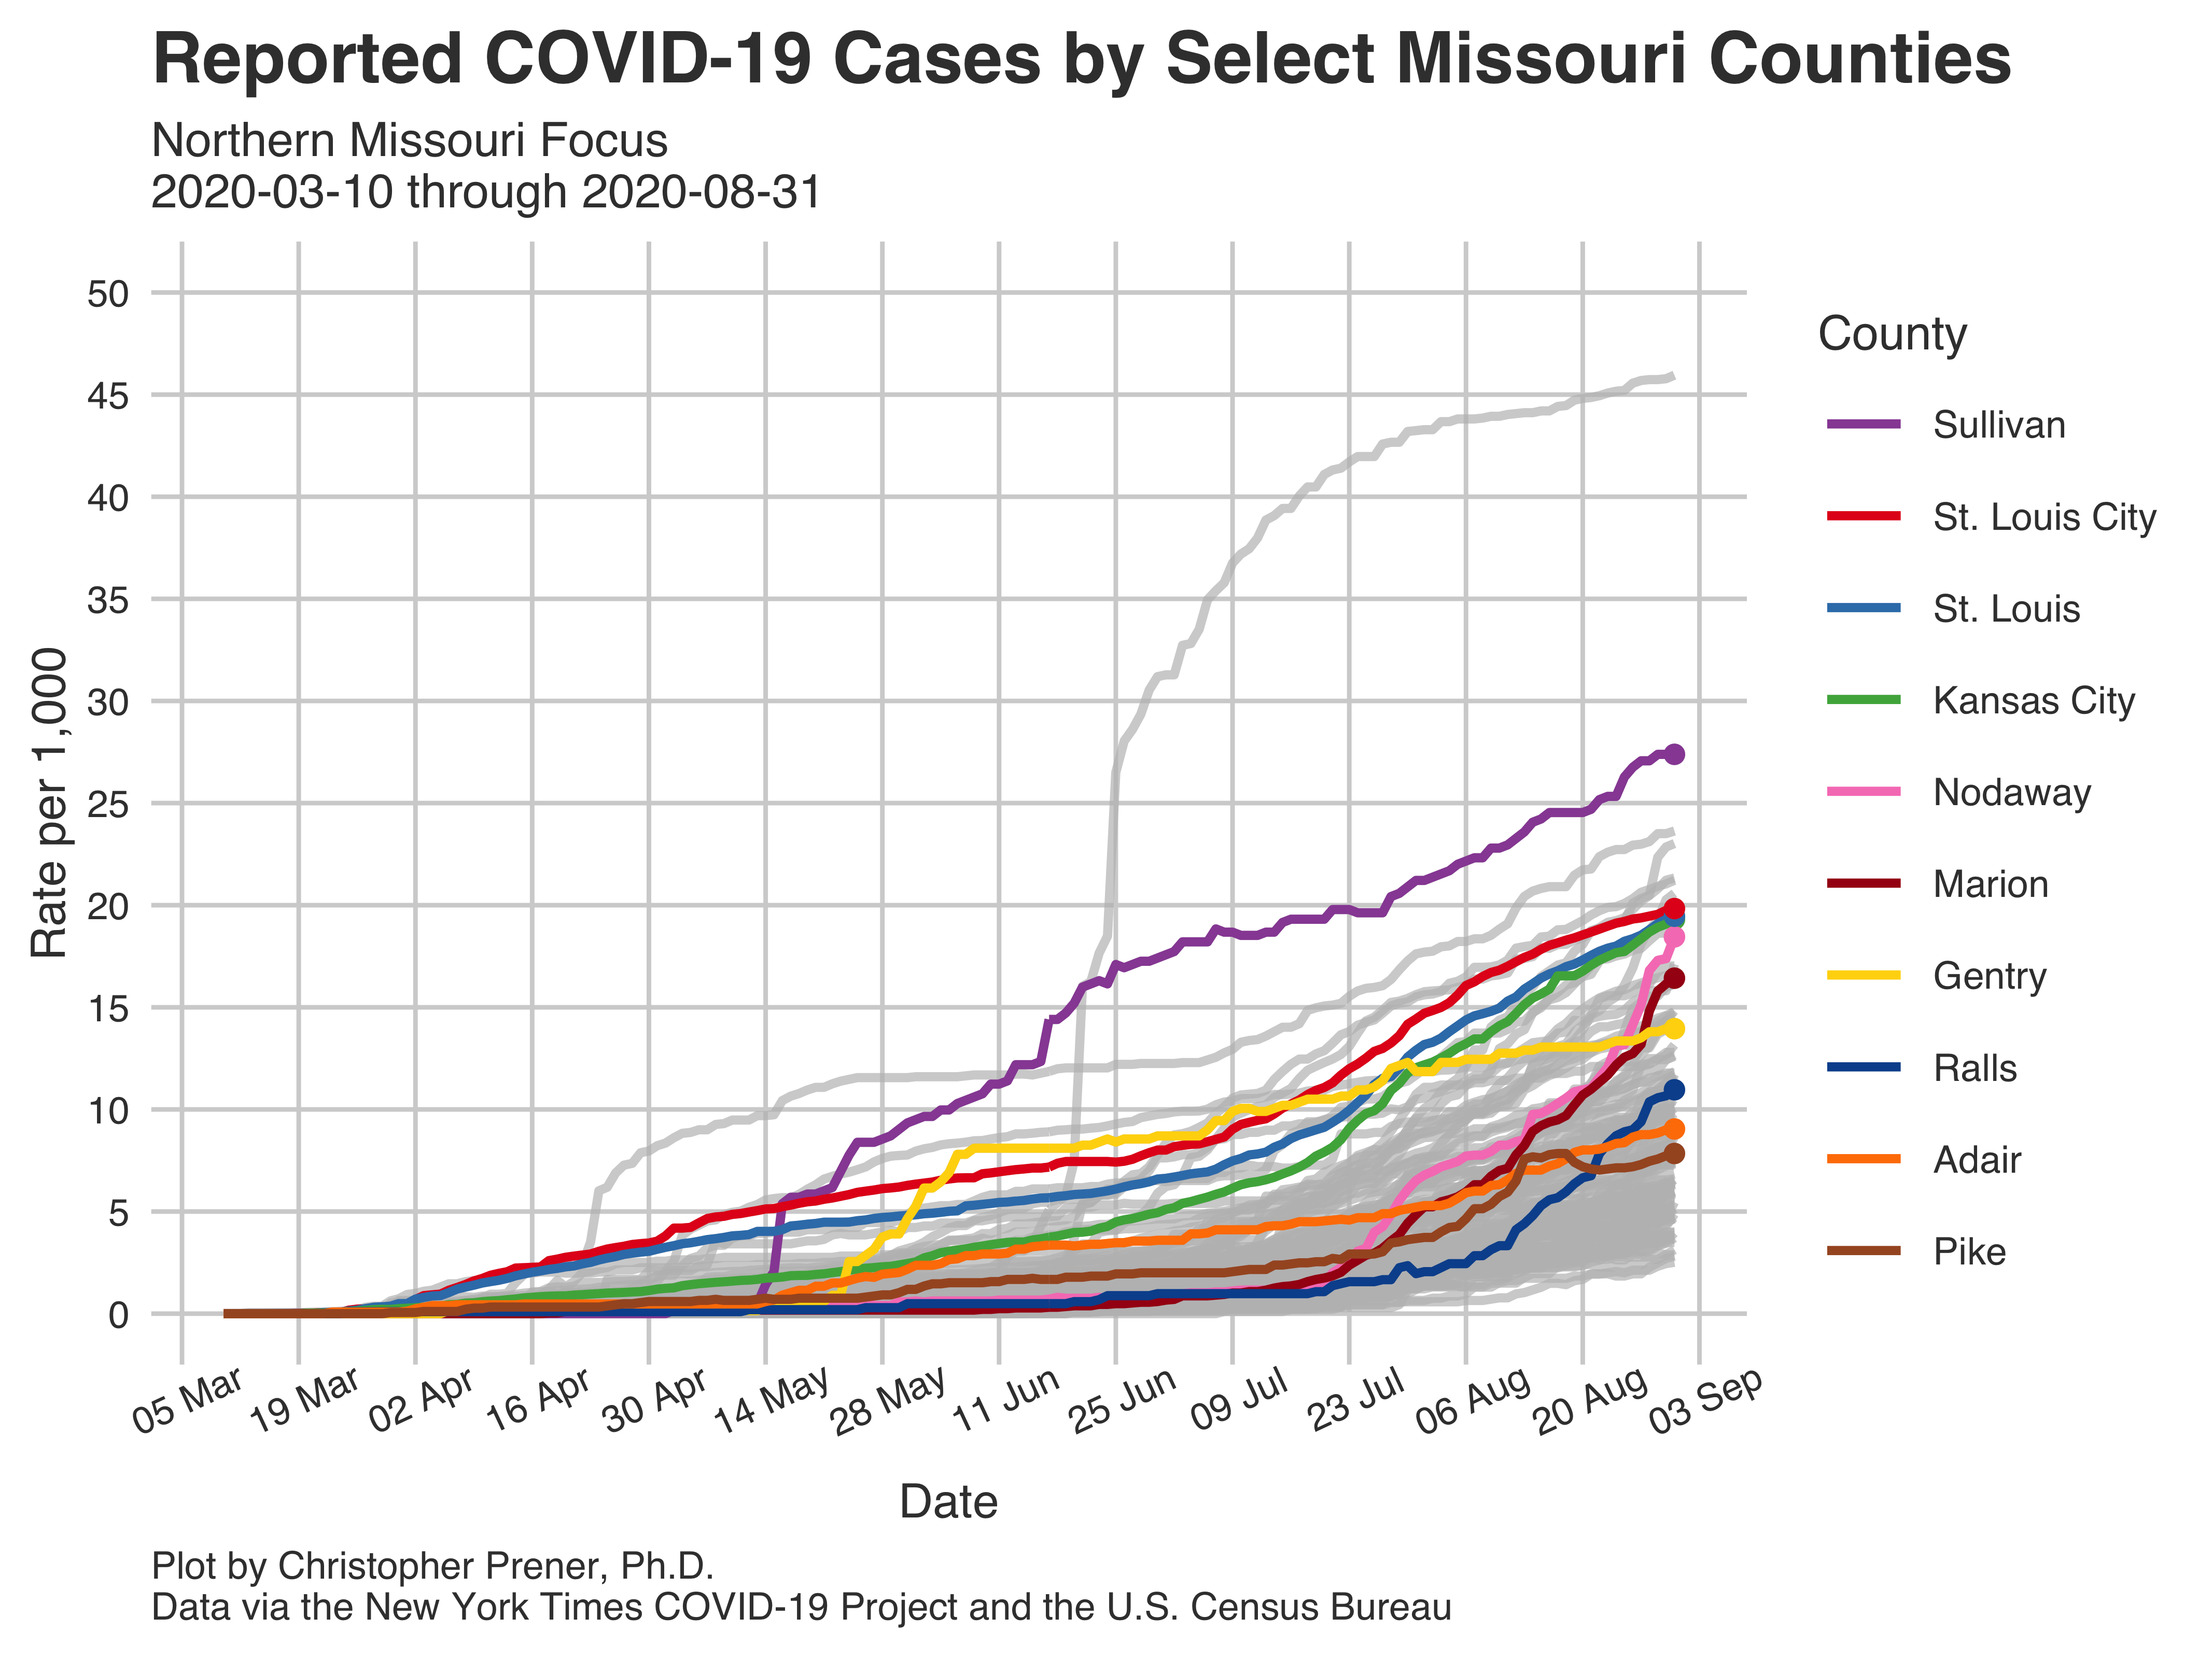 Reported COVID-19 Cases by Select Missouri Counties
Northern Missouri Focus
2020-03-10 through 2020-08-31
50
45
40
35
30
25
20
15
10
5
0
Rate per 1,000
05 Mar
19 Mar
02 Apr
16 Apr
30 Apr
14 May
28 May
11 Jun
25 Jun
09 Jul
23 Jul
06 Aug
20 Aug
03 Sep
Date
County
Sullivan
St. Louis City
St. Louis
Kansas City
Nodaway
Marion
Gentry
Ralls
Adair
Pike
Plot by Christopher Prener, Ph.D.
Data via the New York Times COVID-19 Project and the U.S. Census Bureau